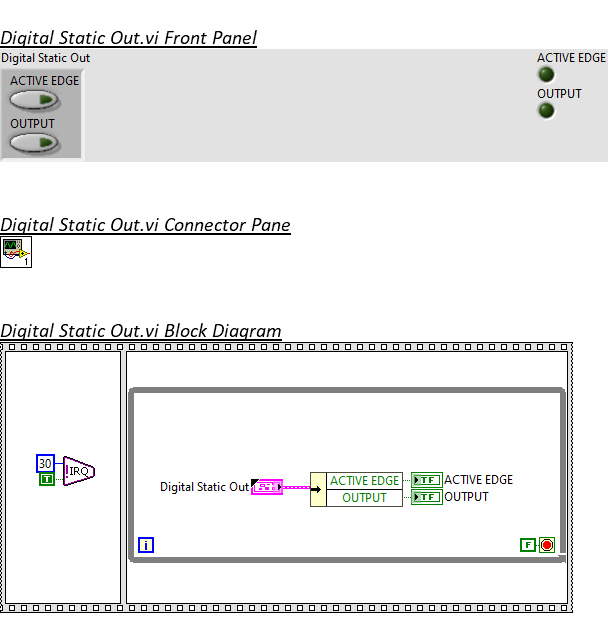 Digital Static Out.vi Front Panel
Digital Static Out
ACTIVE EDGE
OUTPUT
ACTIVE EDGE
OUTPUT
Digital Static Out.vi Connector Pane
1
Digital Static Out.vi Block Diagram
30
T
IRQ
Digital Static Out
ACTIVE EDGE
OUTPUT
TF
TF
ACTIVE EDGE
OUTPUT
i
F